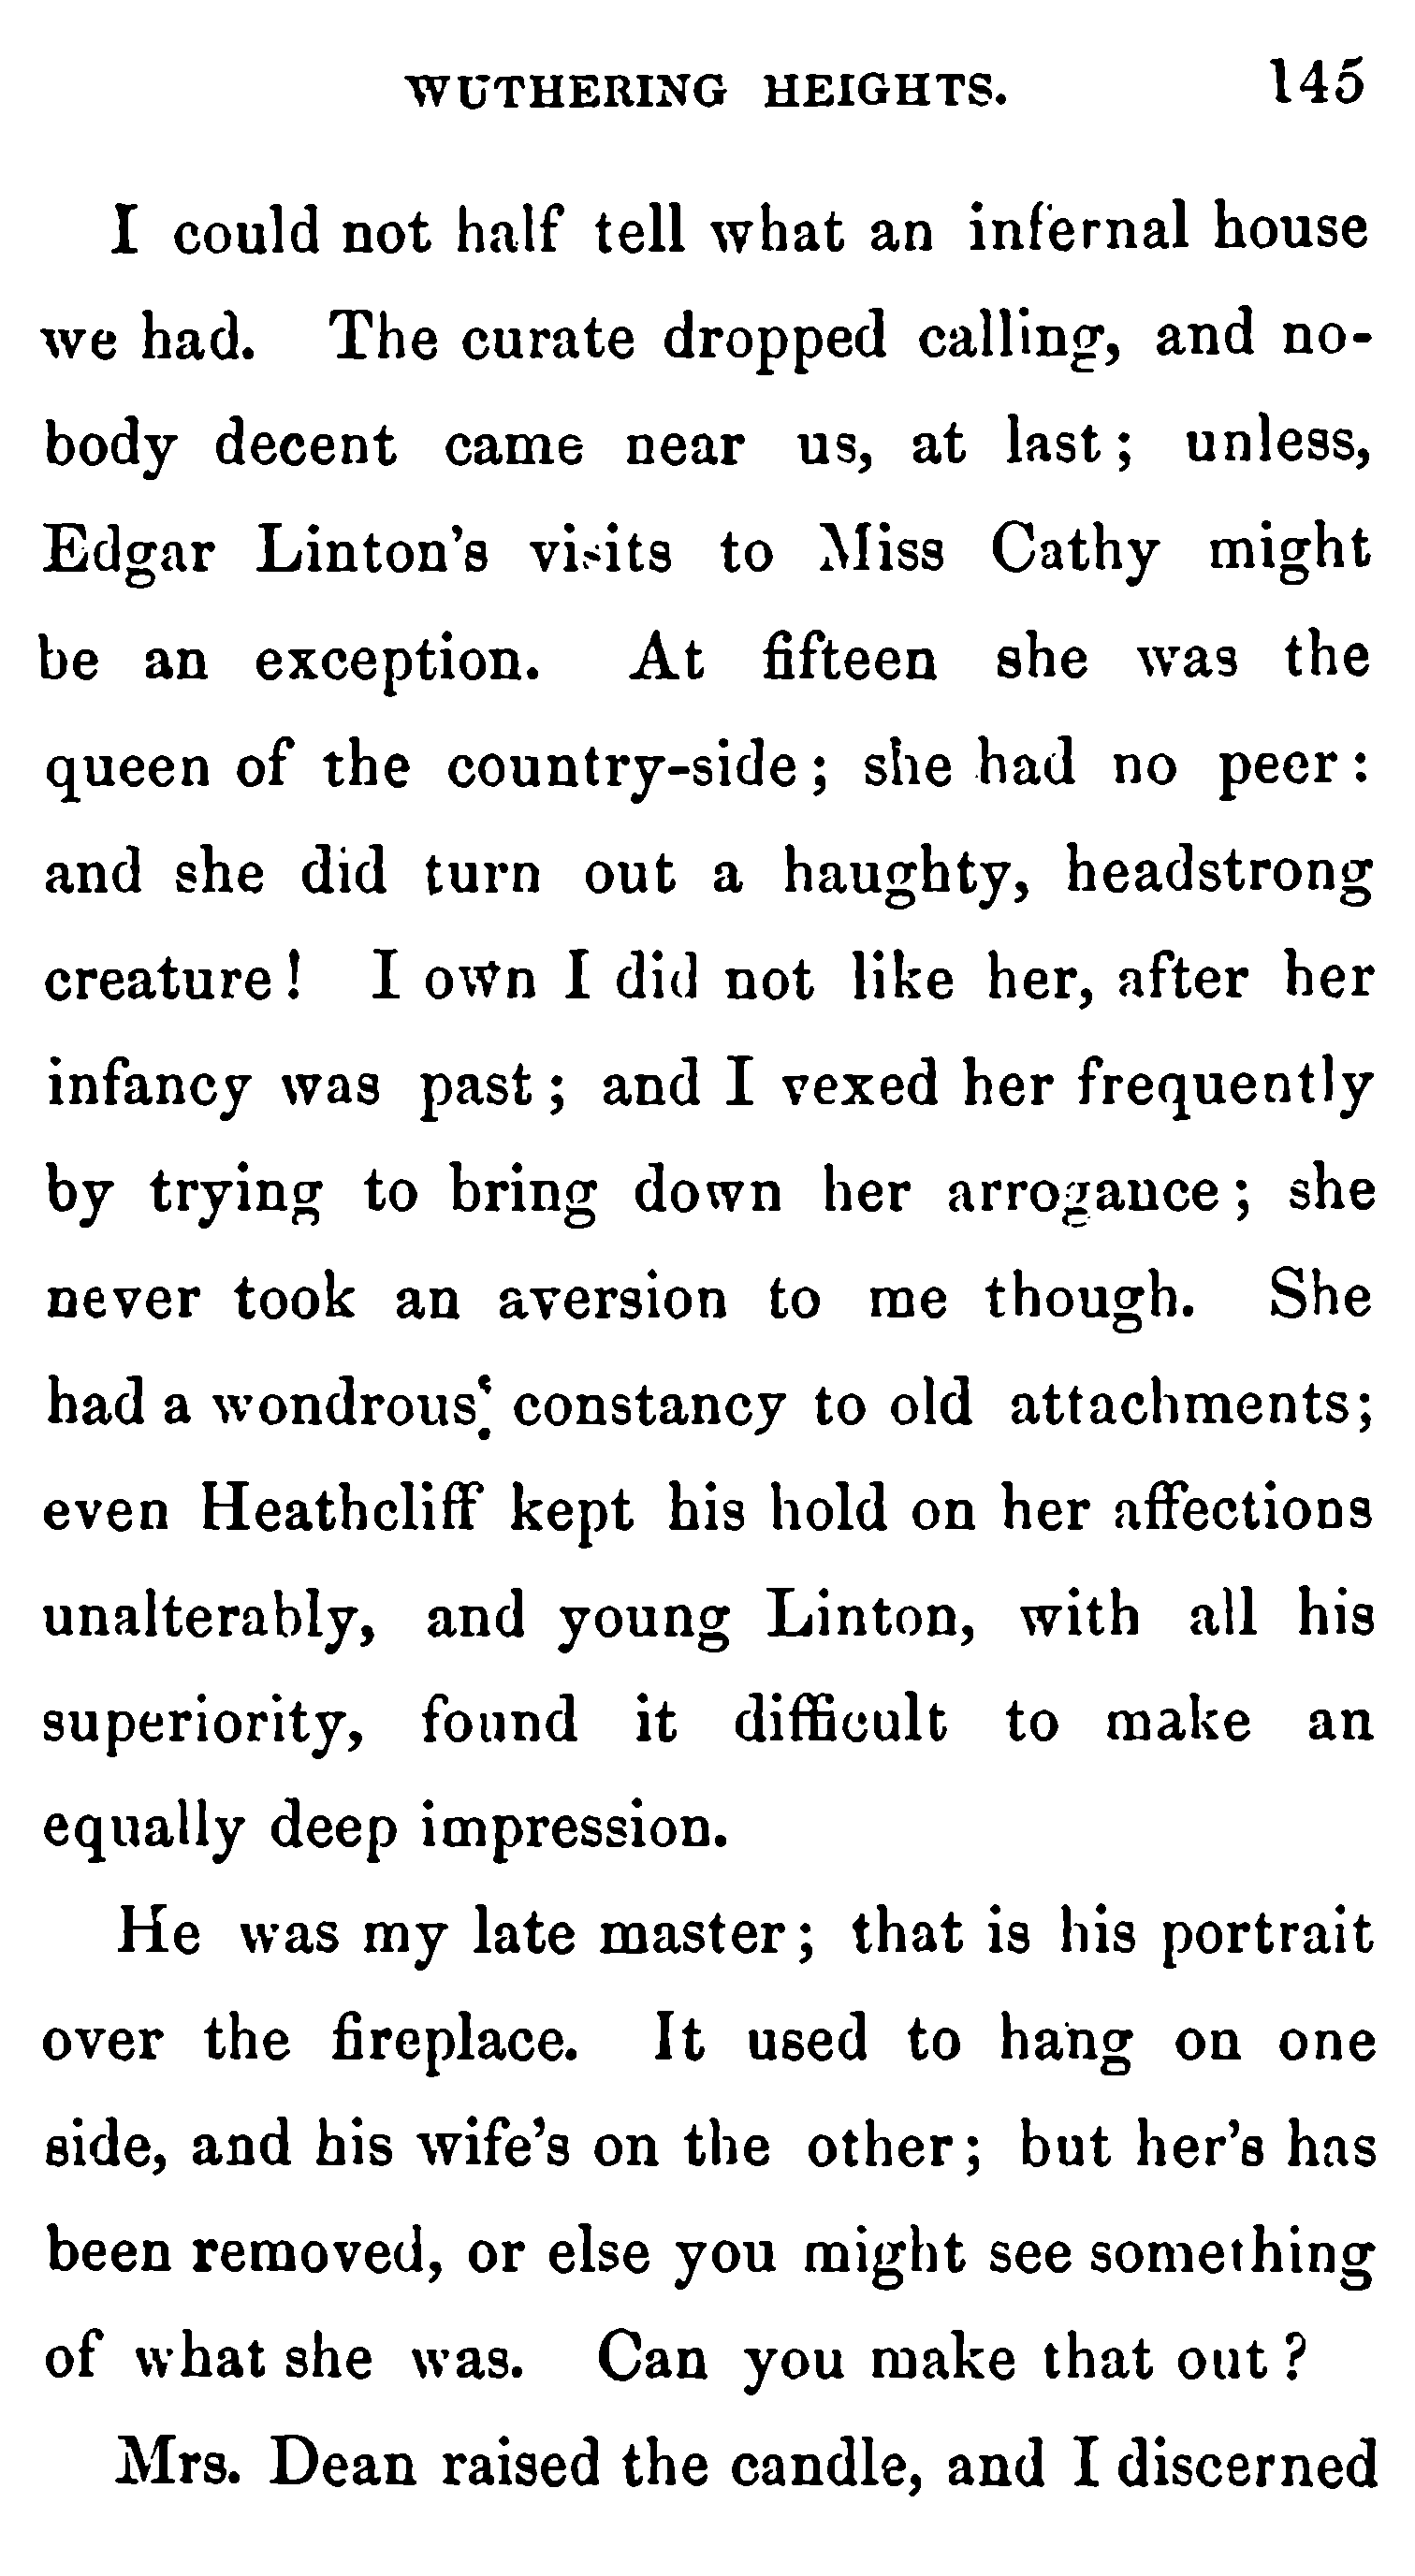 WUTHERING HEIGHTS. 145
I could not half tell what an infernal house
we had. The curate dropped calling, and no-
body decent came near us, at last; unless,
Edgar Linton's visits to Miss Cathy might
be an exception. At fifteen she was the
queen of the country-side; she had no peer:
and she did turn out a haughty, headstrong
creature! I own I did not like her, after her
infancy was past; and I vexed her frequently
by trying to bring down her arrogance; she
never took an aversion to me though. She
had a wondrous constancy to old attachments;
even Heathcliff kept his hold on her affections
unalterably, and young Linton, with all his
superiority, found it difficult to make an
equally deep impression.
He was my late master; that is his portrait
over the fireplace. It used to hang on one
side, and his wife's on the other; but her's has
been removed, or else you might see something
of what she was. Can you make that out?
Mrs. Dean raised the candle, and I discerned